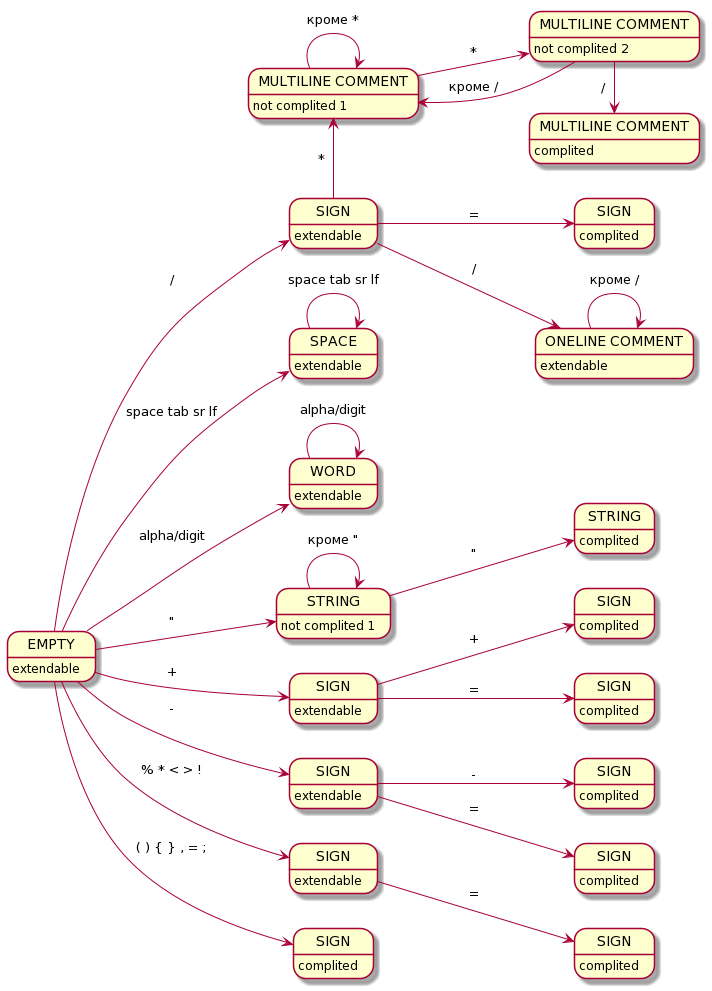 кроме *
MULTILINE COMMENT
not complited 1
*
MULTILINE COMMENT
not complited 2
кроме /
/
MULTILINE COMMENT
complited
*
SIGN
extendable
=
SIGN
complited
/
/
кроме /
ONELINE COMMENT
extendable
space tab sr lf
SPACE
extendable
space tab sr lf
alpha/digit
WORD
extendable
alpha/digit
кроме "
STRING
not complited 1
"
STRING
complited
"
EMPTY
extendable
+
SIGN
extendable
+
SIGN
complited
=
SIGN
complited
-
SIGN
extendable
-
SIGN
complited
=
SIGN
complited
% * < > !
SIGN
extendable
=
SIGN
complited
( ) { } , = ;
SIGN
complited